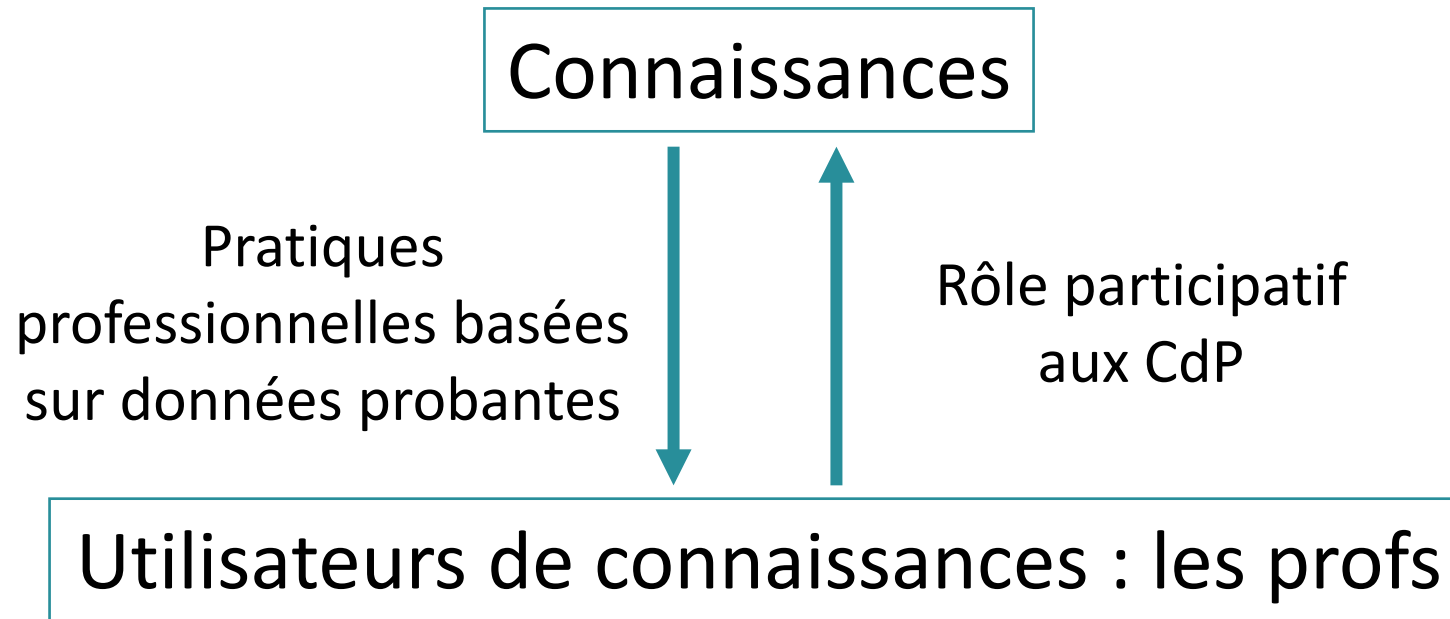 Connaissances
Pratiques
professionnelles basées
sur données probantes
Rôle participatif
aux CdP
Utilisateurs de connaissances : les profs